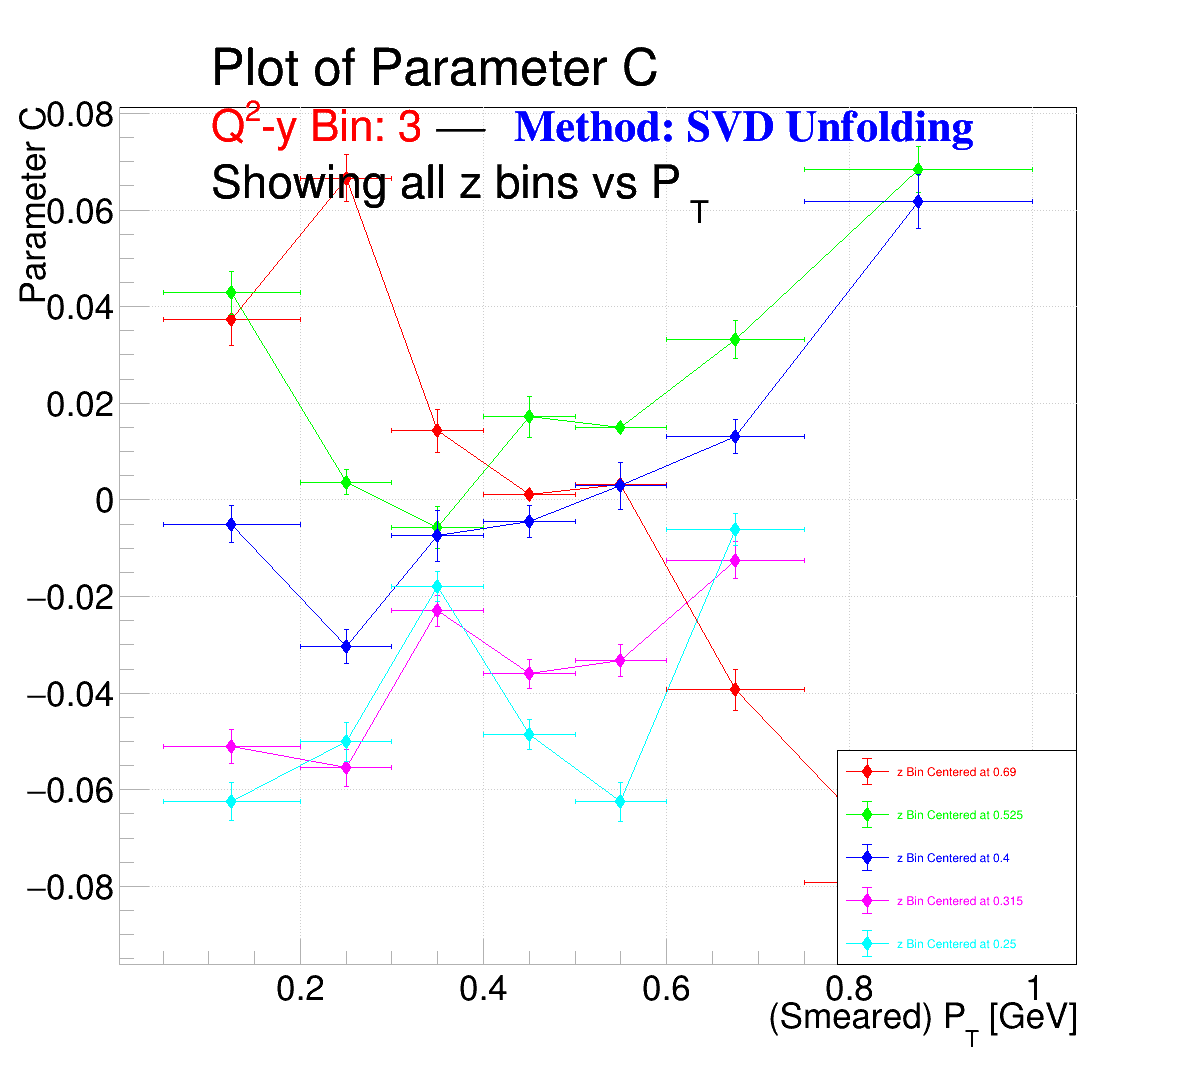 Plot of Parameter C
Q²-y Bin: 3 — Method: SVD Unfolding
Showing all z bins vs P_T
Parameter C
0.08
0.06
0.04
0.02
0
−0.02
−0.04
−0.06
−0.08
z Bin Centered at 0.69
z Bin Centered at 0.525
z Bin Centered at 0.4
z Bin Centered at 0.315
z Bin Centered at 0.25
0.2 0.4 0.6 0.8 1
(Smeared) P_T [GeV]